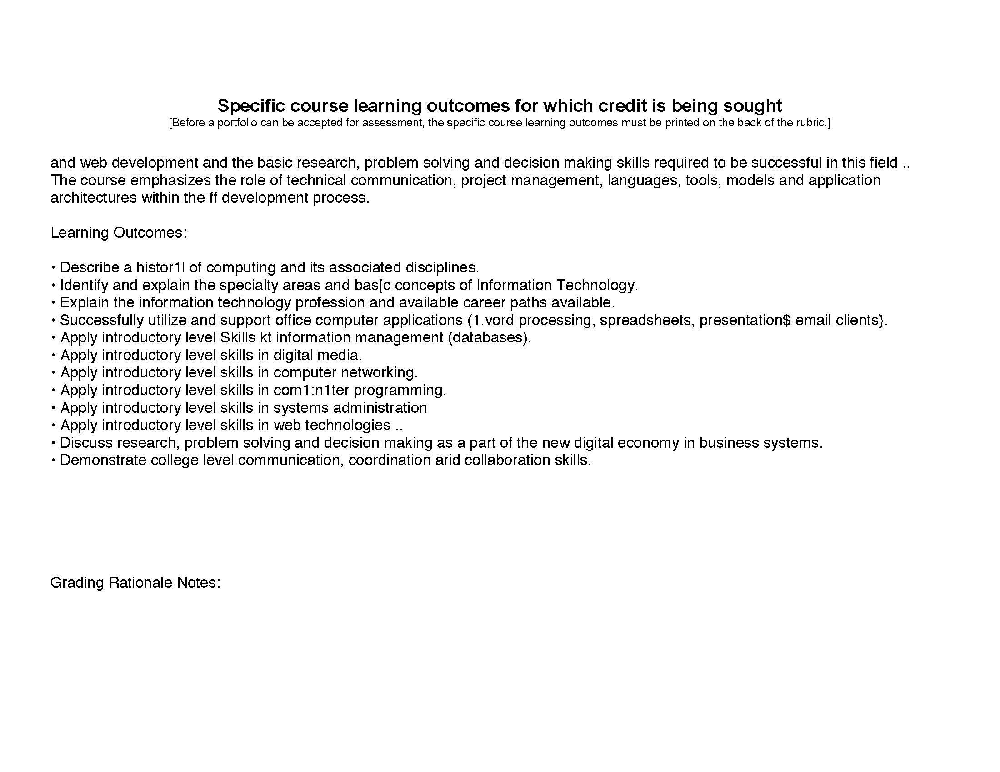 Specific course learning outcomes for which credit is being sought
[Before a portfolio can be accepted for assessment, the specific course learning outcomes must be printed on the back of the rubric.]
and web development and the basic research, problem solving and decision making skills required to be successful in this field ..
The course emphasizes the role of technical communication, project management, languages, tools, models and application
architectures within the ff development process.
Learning Outcomes:
• Describe a histor1l of computing and its associated disciplines.
• Identify and explain the specialty areas and bas[c concepts of Information Technology.
• Explain the information technology profession and available career paths available.
• Successfully utilize and support office computer applications (1.vord processing, spreadsheets, presentation$ email clients}.
• Apply introductory level Skills kt information management (databases).
• Apply introductory level skills in digital media.
• Apply introductory level skills in computer networking.
• Apply introductory level skills in com1:n1ter programming.
• Apply introductory level skills in systems administration
• Apply introductory level skills in web technologies ..
• Discuss research, problem solving and decision making as a part of the new digital economy in business systems.
• Demonstrate college level communication, coordination arid collaboration skills.
Grading Rationale Notes: